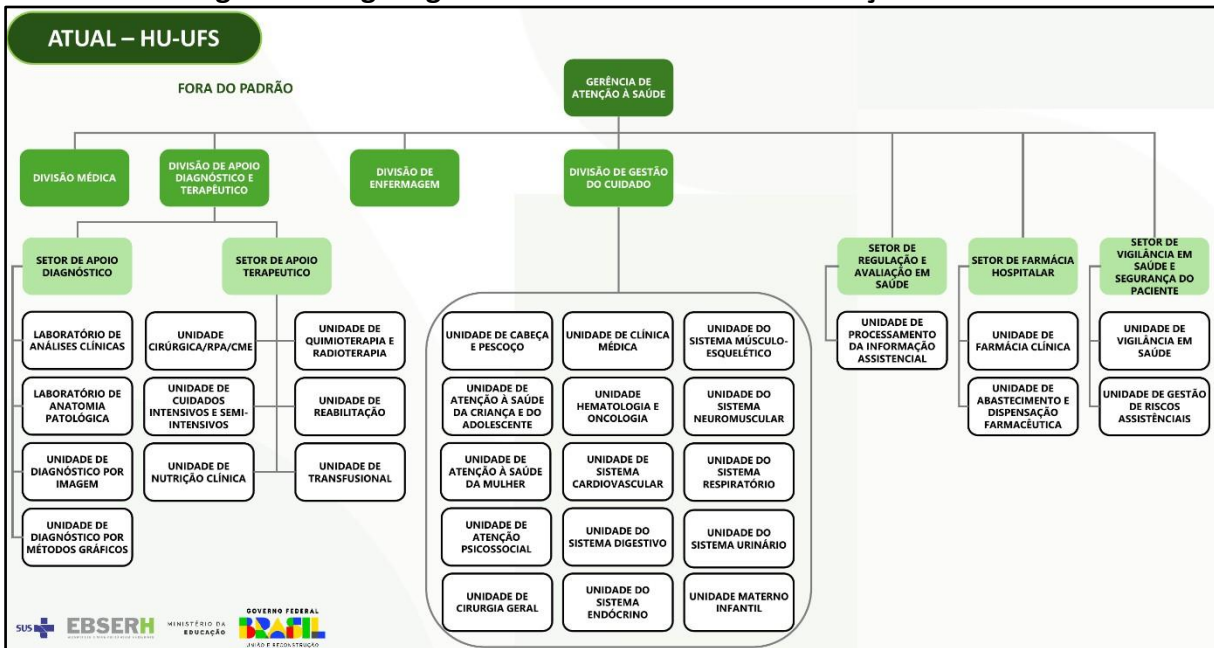 ATUAL – HU-UFS
FORA DO PADRÃO
GERÊNCIA DE
ATENÇÃO À SAÚDE
DIVISÃO MÉDICA
DIVISÃO DE APOIO
DIAGNÓSTICO E
TERAPÊUTICO
DIVISÃO DE
ENFERMAGEM
DIVISÃO DE GESTÃO
DO CUIDADO
SETOR DE APOIO
DIAGNÓSTICO
SETOR DE APOIO
TERAPEUTICO
SETOR DE
REGULAÇÃO E
AVALIAÇÃO EM
SAÚDE
SETOR DE FARMÁCIA
HOSPITALAR
SETOR DE
VIGILÂNCIA EM
SAÚDE E
SEGURANÇA DO
PACIENTE
LABORATÓRIO DE
ANÁLISES CLÍNICAS
UNIDADE
CIRÚRGICA/RPA/CME
UNIDADE DE
QUIMIOTERAPIA E
RADIOTERAPIA
UNIDADE DE CABEÇA
E PESCOÇO
UNIDADE DE CLÍNICA
MÉDICA
UNIDADE DO
SISTEMA MÚSCULO-
ESQUELÉTICO
UNIDADE DE
PROCESSAMENTO
DA INFORMAÇÃO
ASSISTENCIAL
UNIDADE DE
FARMÁCIA CLÍNICA
UNIDADE DE
VIGILÂNCIA EM
SAÚDE
LABORATÓRIO DE
ANATOMIA
PATOLÓGICA
UNIDADE DE
CUIDADOS
INTENSIVOS E SEMI-
INTENSIVOS
UNIDADE DE
REABILITAÇÃO
UNIDADE DE
ATENÇÃO À SAÚDE
DA CRIANÇA E DO
ADOLESCENTE
UNIDADE
HEMATOLOGIA E
ONCOLOGIA
UNIDADE DO
SISTEMA
NEUROMUSCULAR
UNIDADE DE
ABASTECIMENTO E
DISPENSAÇÃO
FARMACÊUTICA
UNIDADE DE GESTÃO
DE RISCOS
ASSISTÊNCIAIS
UNIDADE DE
DIAGNÓSTICO POR
IMAGEM
UNIDADE DE
NUTRIÇÃO CLÍNICA
UNIDADE DE
TRANSFUSIONAL
UNIDADE DE
ATENÇÃO À SAÚDE
DA MULHER
UNIDADE DE
SISTEMA
CARDIOVASCULAR
UNIDADE DO
SISTEMA
RESPIRATÓRIO
UNIDADE DE
DIAGNÓSTICO POR
MÉTODOS GRÁFICOS
UNIDADE DE
ATENÇÃO
PSICOSSOCIAL
UNIDADE DO
SISTEMA DIGESTIVO
UNIDADE DO
SISTEMA URINÁRIO
UNIDADE DE
CIRURGIA GERAL
UNIDADE DO
SISTEMA
ENDÓCRINO
UNIDADE MATERNO
INFANTIL
SUS
EBSERH
MINISTÉRIO DA
EDUCAÇÃO
GOVERNO FEDERAL
BRASIL
UNIÃO E RECONSTRUÇÃO